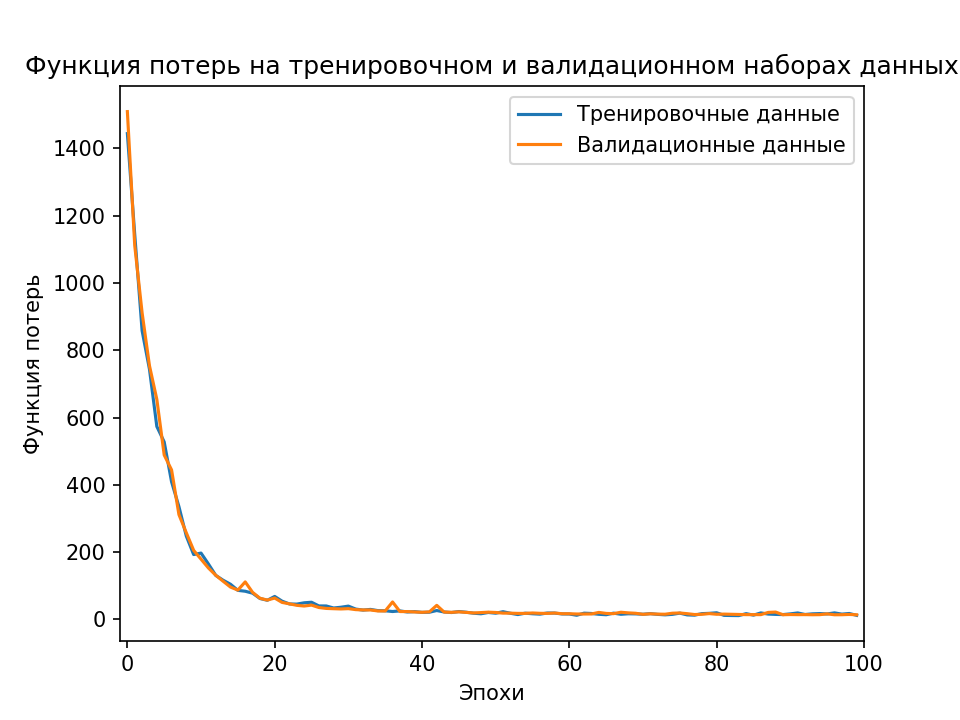 Функция потерь на тренировочном и валидационном наборах данных
Тренировочные данные
Валидационные данные
Функция потерь
1400
1200
1000
800
600
400
200
0
0 20 40 60 80 100
Эпохи